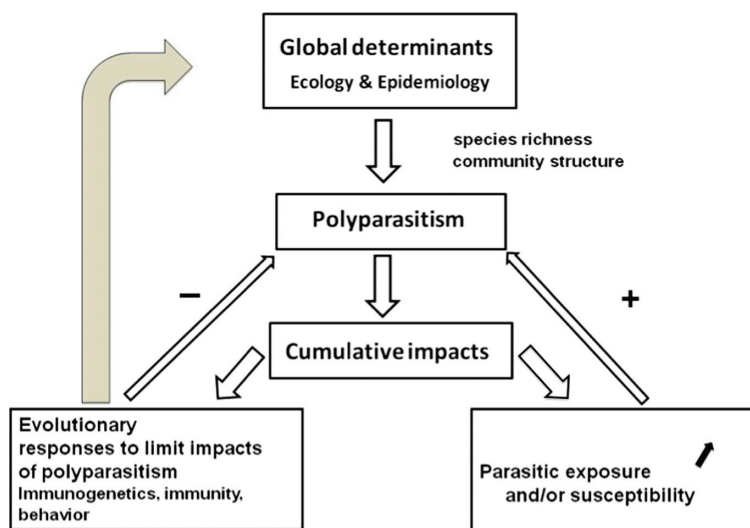 Global determinants
Ecology & Epidemiology
species richness
community structure
Polyparasitism
–
+
Cumulative impacts
Evolutionary
responses to limit impacts
of polyparasitism
Immunogenetics, immunity,
behavior
Parasitic exposure
and/or susceptibility